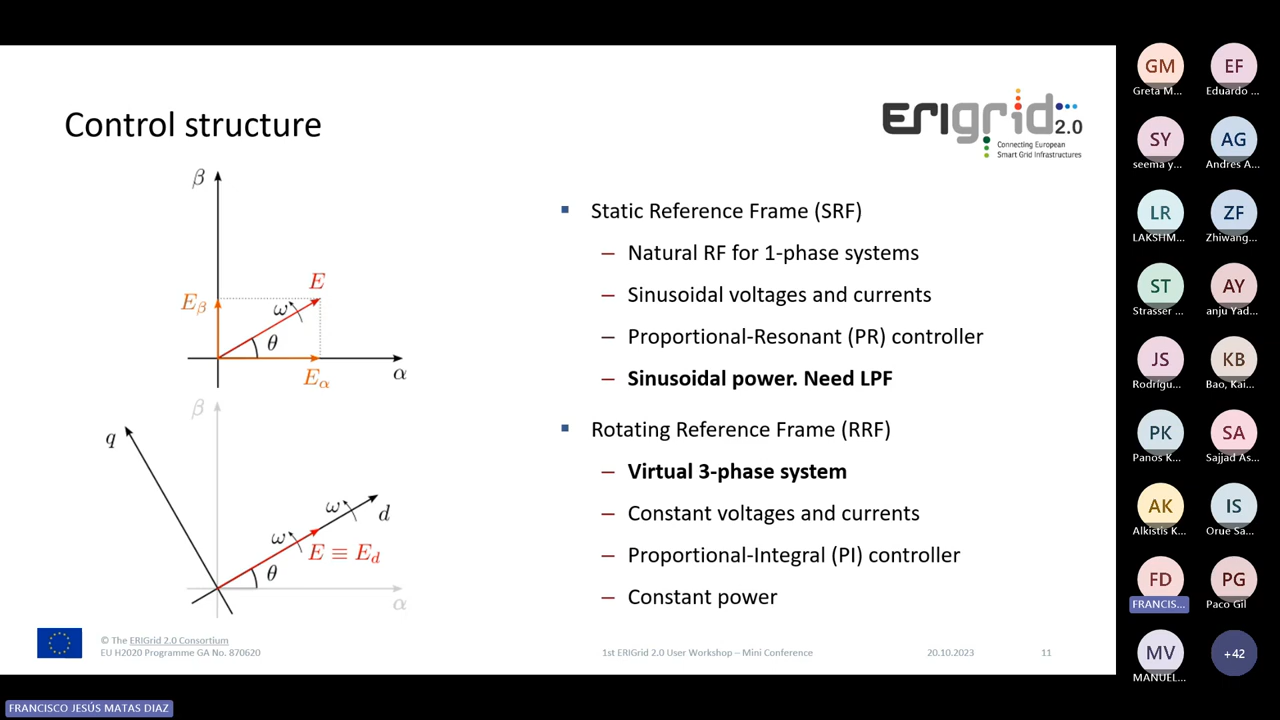 Control structure
ERIgrid 2.0
Connecting European
Smart Grid Infrastructures
β
E
E_β
ω
θ
E_α
α
Static Reference Frame (SRF)
– Natural RF for 1-phase systems
– Sinusoidal voltages and currents
– Proportional-Resonant (PR) controller
– Sinusoidal power. Need LPF
β
q
ω
d
ω
E ≡ E_d
θ
α
Rotating Reference Frame (RRF)
– Virtual 3-phase system
– Constant voltages and currents
– Proportional-Integral (PI) controller
– Constant power
© The ERIGrid 2.0 Consortium
EU H2020 Programme GA No. 870620
1st ERIGrid 2.0 User Workshop – Mini Conference
20.10.2023
11
GM
Greta M...
EF
Eduardo ...
SY
seema y...
AG
Andres A...
LR
LAKSHM...
ZF
Zhiwang...
ST
Strasser ...
AY
anju Yad...
JS
Rodrígu...
KB
Bao, Kai...
PK
Panos K...
SA
Sajjad As...
AK
Alkistis K...
IS
Orue Sa...
FD
FRANCIS...
PG
Paco Gil
MV
MANUEL...
+42
FRANCISCO JESÚS MATAS DIAZ